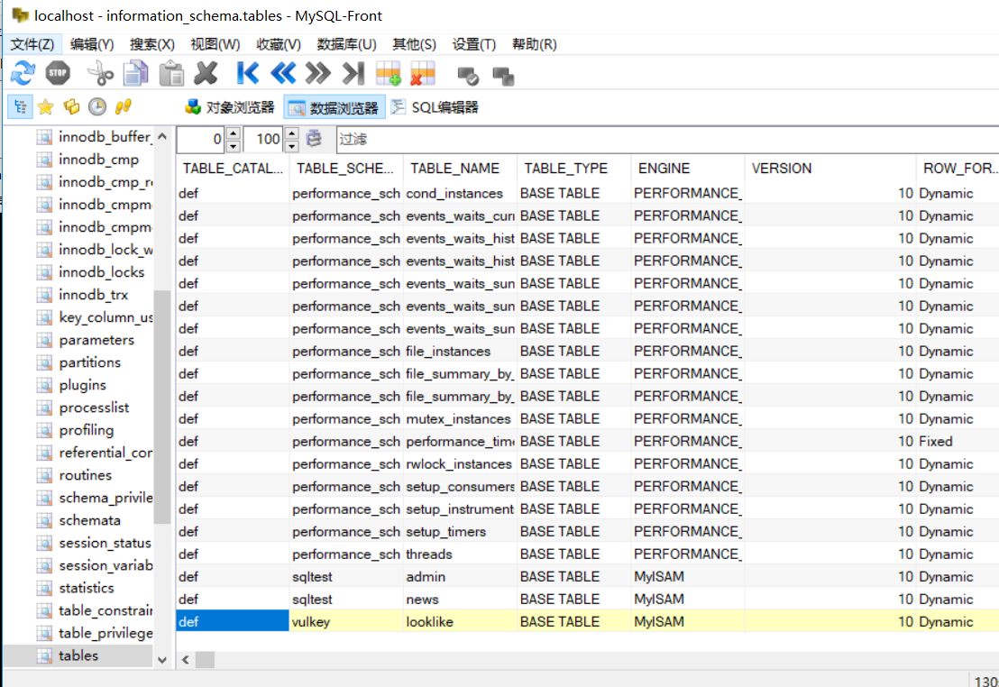 localhost - information_schema.tables - MySQL-Front
文件(Z) 编辑(Y) 搜索(X) 视图(W) 收藏(V) 数据库(U) 其他(S) 设置(T) 帮助(R)
STOP
对象浏览器 数据浏览器 SQL编辑器
0 100 过滤
innodb_buffer_
innodb_cmp
innodb_cmp_re
innodb_cmpm
innodb_cmpm
innodb_lock_w
innodb_locks
innodb_trx
key_column_us
parameters
partitions
plugins
processlist
profiling
referential_cor
routines
schema_privile
schemata
session_status
session_variab
statistics
table_constrair
table_privilege
tables
TABLE_CATAL... TABLE_SCHE... TABLE_NAME TABLE_TYPE ENGINE VERSION ROW_FOR...
def performance_sch cond_instances BASE TABLE PERFORMANCE_ 10 Dynamic
def performance_sch events_waits_curr BASE TABLE PERFORMANCE_ 10 Dynamic
def performance_sch events_waits_hist BASE TABLE PERFORMANCE_ 10 Dynamic
def performance_sch events_waits_hist BASE TABLE PERFORMANCE_ 10 Dynamic
def performance_sch events_waits_sum BASE TABLE PERFORMANCE_ 10 Dynamic
def performance_sch events_waits_sum BASE TABLE PERFORMANCE_ 10 Dynamic
def performance_sch events_waits_sum BASE TABLE PERFORMANCE_ 10 Dynamic
def performance_sch file_instances BASE TABLE PERFORMANCE_ 10 Dynamic
def performance_sch file_summary_by_ BASE TABLE PERFORMANCE_ 10 Dynamic
def performance_sch file_summary_by_ BASE TABLE PERFORMANCE_ 10 Dynamic
def performance_sch mutex_instances BASE TABLE PERFORMANCE_ 10 Dynamic
def performance_sch performance_time BASE TABLE PERFORMANCE_ 10 Fixed
def performance_sch rwlock_instances BASE TABLE PERFORMANCE_ 10 Dynamic
def performance_sch setup_consumers BASE TABLE PERFORMANCE_ 10 Dynamic
def performance_sch setup_instrument BASE TABLE PERFORMANCE_ 10 Dynamic
def performance_sch setup_timers BASE TABLE PERFORMANCE_ 10 Dynamic
def performance_sch threads BASE TABLE PERFORMANCE_ 10 Dynamic
def sqltest admin BASE TABLE MyISAM 10 Dynamic
def sqltest news BASE TABLE MyISAM 10 Dynamic
def vulkey looklike BASE TABLE MyISAM 10 Dynamic